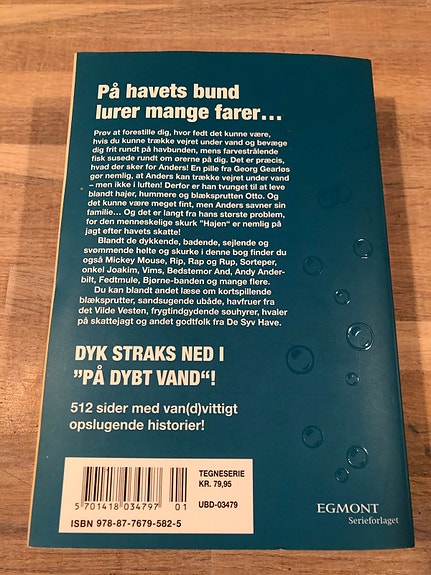 På havets bund
lurer mange farer…
Prøv at forestille dig, hvor fedt det kunne være,
hvis du kunne trække vejret under vand og bevæge
dig frit rundt på havbunden, mens farvestrålende
fisk susede rundt om ørerne på dig. Det er præcis,
hvad der sker for Anders! En pille fra Georg Gearløs
gør nemlig, at Anders kan trække vejret under vand
– men ikke i luften! Derfor er han tvunget til at leve
blandt hajer, hummere og blæksprutten Otto. Og
det kunne være meget fint, men Anders savner sin
familie... Og det er langt fra hans største problem,
for den menneskelige skurk "Hajen" er nemlig på
jagt efter havets skatte!
Blandt de dykkende, badende, sejlende og
svømmende helte og skurke i denne bog finder du
også Mickey Mouse, Rip, Rap og Rup, Sorteper,
onkel Joakim, Vims, Bedstemor And, Andy Ander-
bilt, Fedtmule, Bjørne-banden og mange flere.
Du kan blandt andet læse om kortspillende
blæksprutter, sandsugende ubåde, havfruer fra
det Vilde Vesten, frygtindgydende søuhyrer, hvaler
på skattejagt og andet godtfolk fra De Syv Have.
DYK STRAKS NED I
”PÅ DYBT VAND“!
512 sider med van(d)vittigt
opslugende historier!
TEGNESERIE
KR. 79,95
UBD-03479
5 701418 034797 01
ISBN 978-87-7679-582-5
EGMONT
Serieforlaget